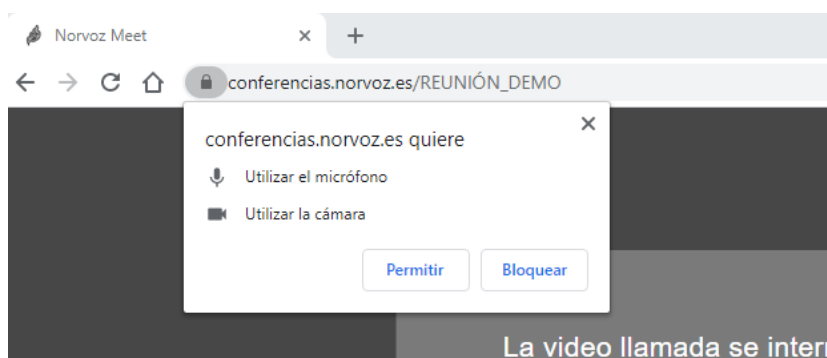 Norvoz Meet
conferencias.norvoz.es/REUNIÓN_DEMO
conferencias.norvoz.es quiere
Utilizar el micrófono
Utilizar la cámara
Permitir Bloquear
La video llamada se